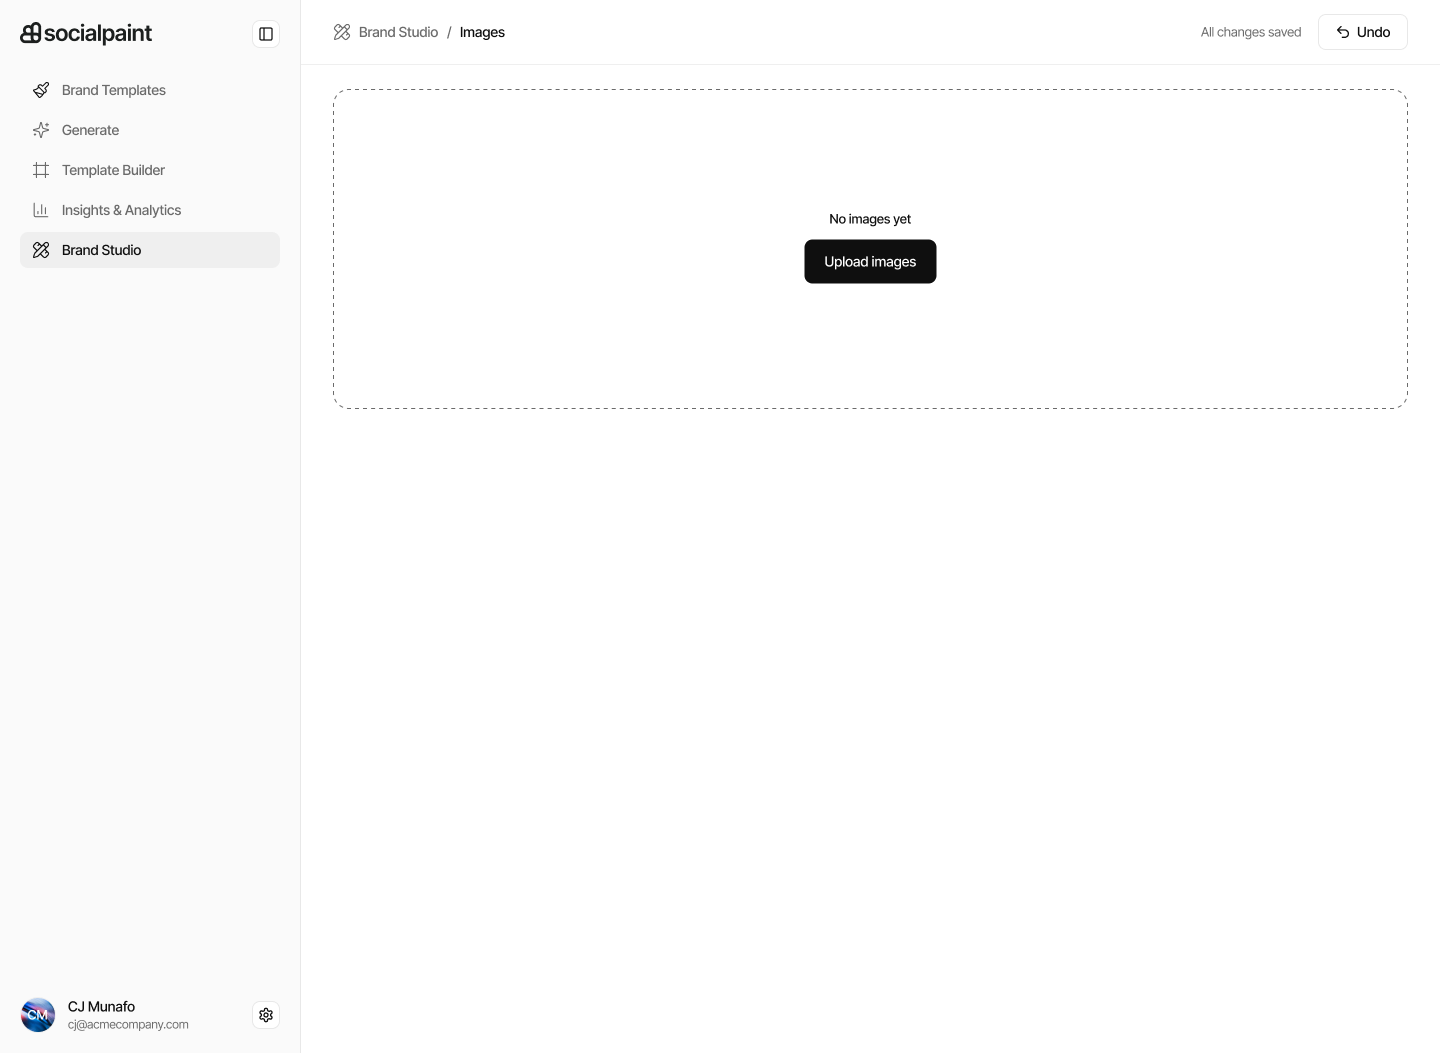 socialpaint
Brand Templates
Generate
Template Builder
Insights & Analytics
Brand Studio
CJ Munafo
cj@acmecompany.com
CM
Brand Studio / Images
All changes saved
Undo
No images yet
Upload images